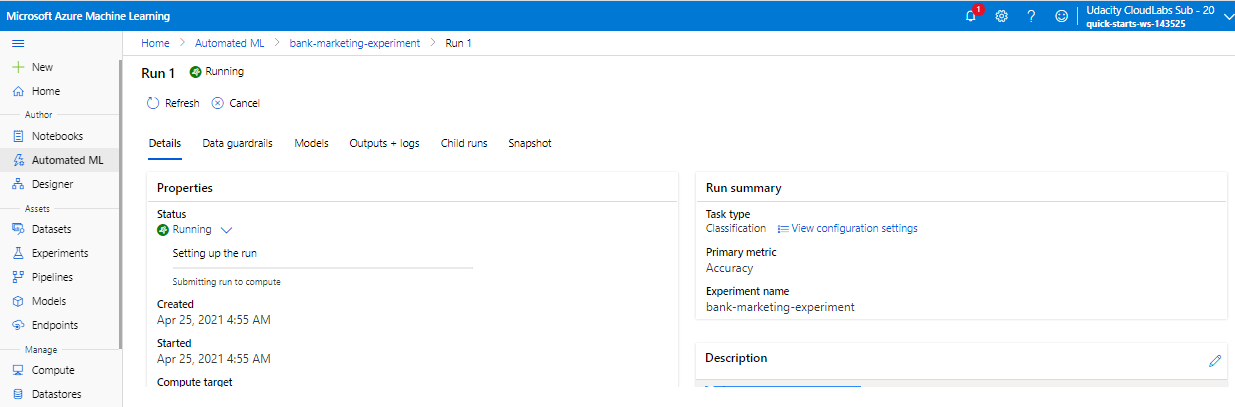 Microsoft Azure Machine Learning
1
Udacity CloudLabs Sub - 20
quick-starts-ws-143525
Home
Automated ML
bank-marketing-experiment
Run 1
New
Home
Author
Notebooks
Automated ML
Designer
Assets
Datasets
Experiments
Pipelines
Models
Endpoints
Manage
Compute
Datastores
Run 1 Running
Refresh Cancel
Details Data guardrails Models Outputs + logs Child runs Snapshot
Properties
Status
Running
Setting up the run
Submitting run to compute
Created
Apr 25, 2021 4:55 AM
Started
Apr 25, 2021 4:55 AM
Compute target
Run summary
Task type
Classification View configuration settings
Primary metric
Accuracy
Experiment name
bank-marketing-experiment
Description